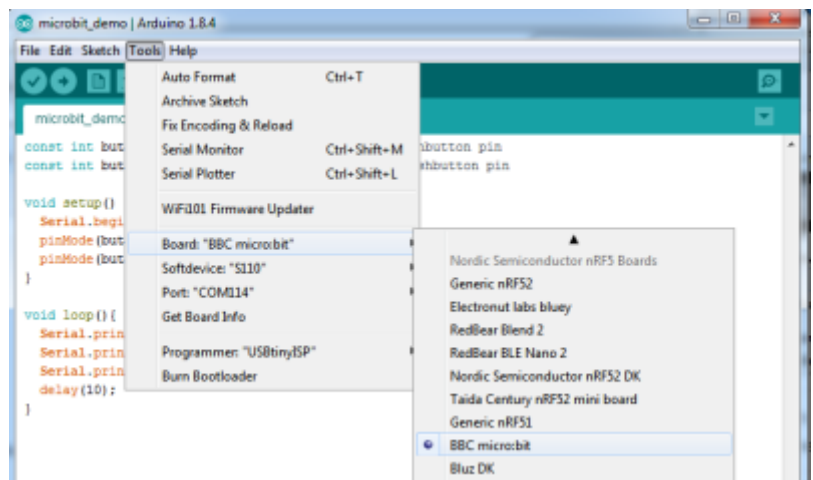 microbit_demo | Arduino 1.8.4
File Edit Sketch Tools Help
microbit_demo
const int but
const int but
void setup()
Serial.begi
pinMode(but
pinMode(but
}
void loop(){
Serial.prin
Serial.prin
Serial.prin
delay(10);
}
hbutton pin
shbutton pin
Auto Format Ctrl+T
Archive Sketch
Fix Encoding & Reload
Serial Monitor Ctrl+Shift+M
Serial Plotter Ctrl+Shift+L
WiFi101 Firmware Updater
Board: "BBC micro:bit"
Softdevice: "S110"
Port: "COM114"
Get Board Info
Programmer: "USBtinyISP"
Burn Bootloader
Nordic Semiconductor nRF5 Boards
Generic nRF52
Electronut labs bluey
RedBear Blend 2
RedBear BLE Nano 2
Nordic Semiconductor nRF52 DK
Taida Century nRF52 mini board
Generic nRF51
BBC micro:bit
Bluz DK